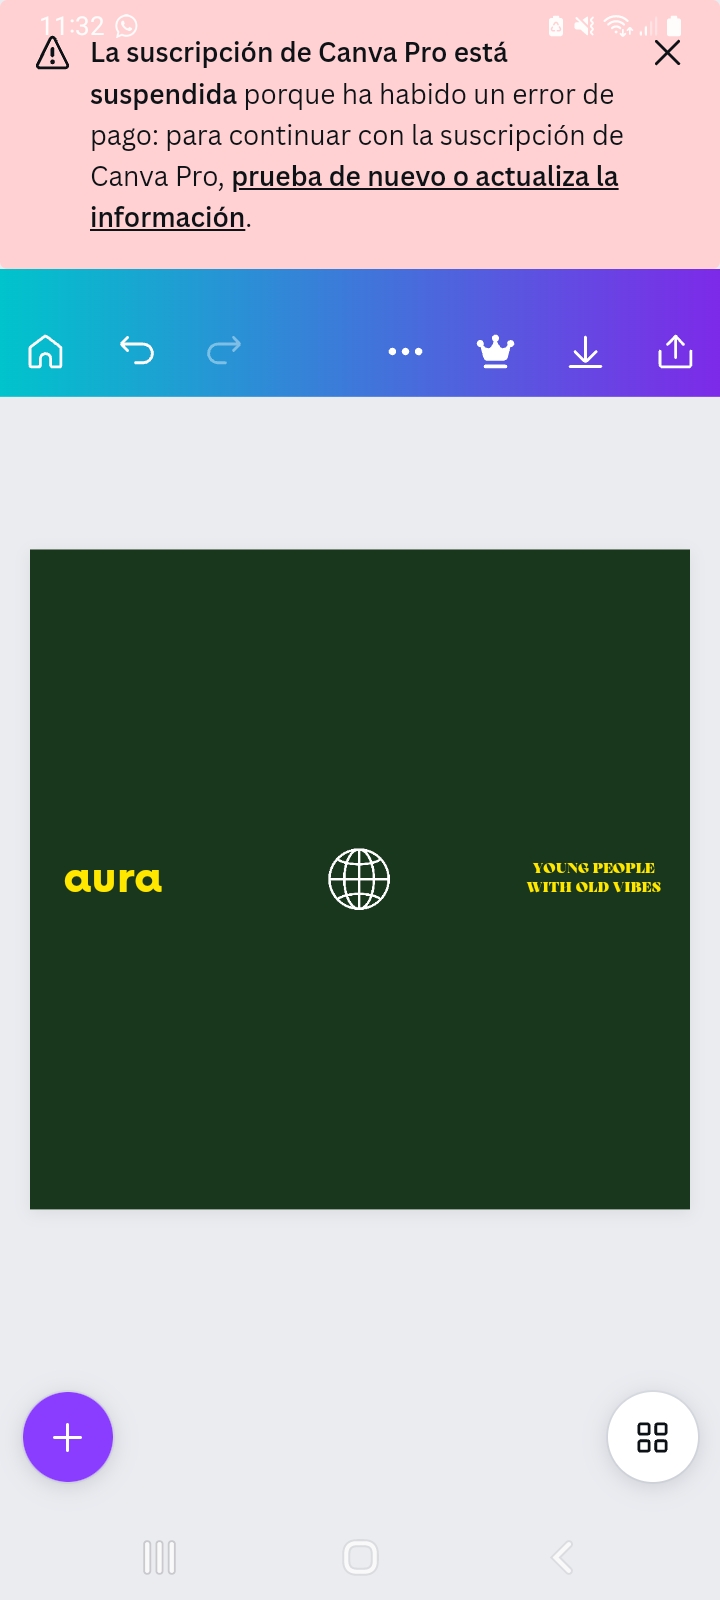 11:32
La suscripción de Canva Pro está
suspendida porque ha habido un error de
pago: para continuar con la suscripción de
Canva Pro, prueba de nuevo o actualiza la
información.
aura
YOUNG PEOPLE
WITH OLD VIBES